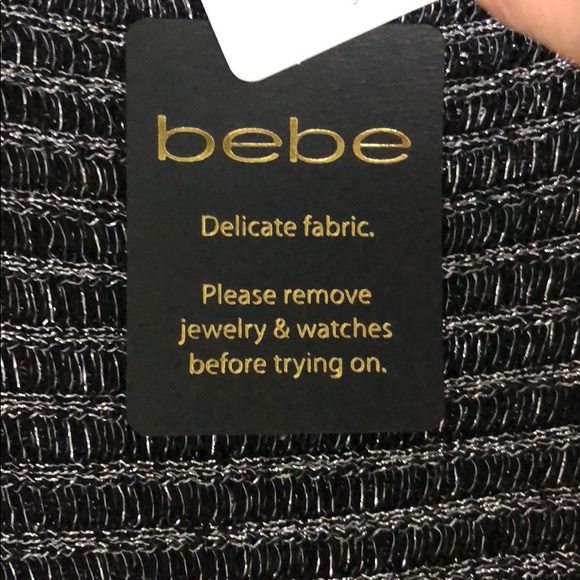 bebe
Delicate fabric.
Please remove
jewelry & watches
before trying on.